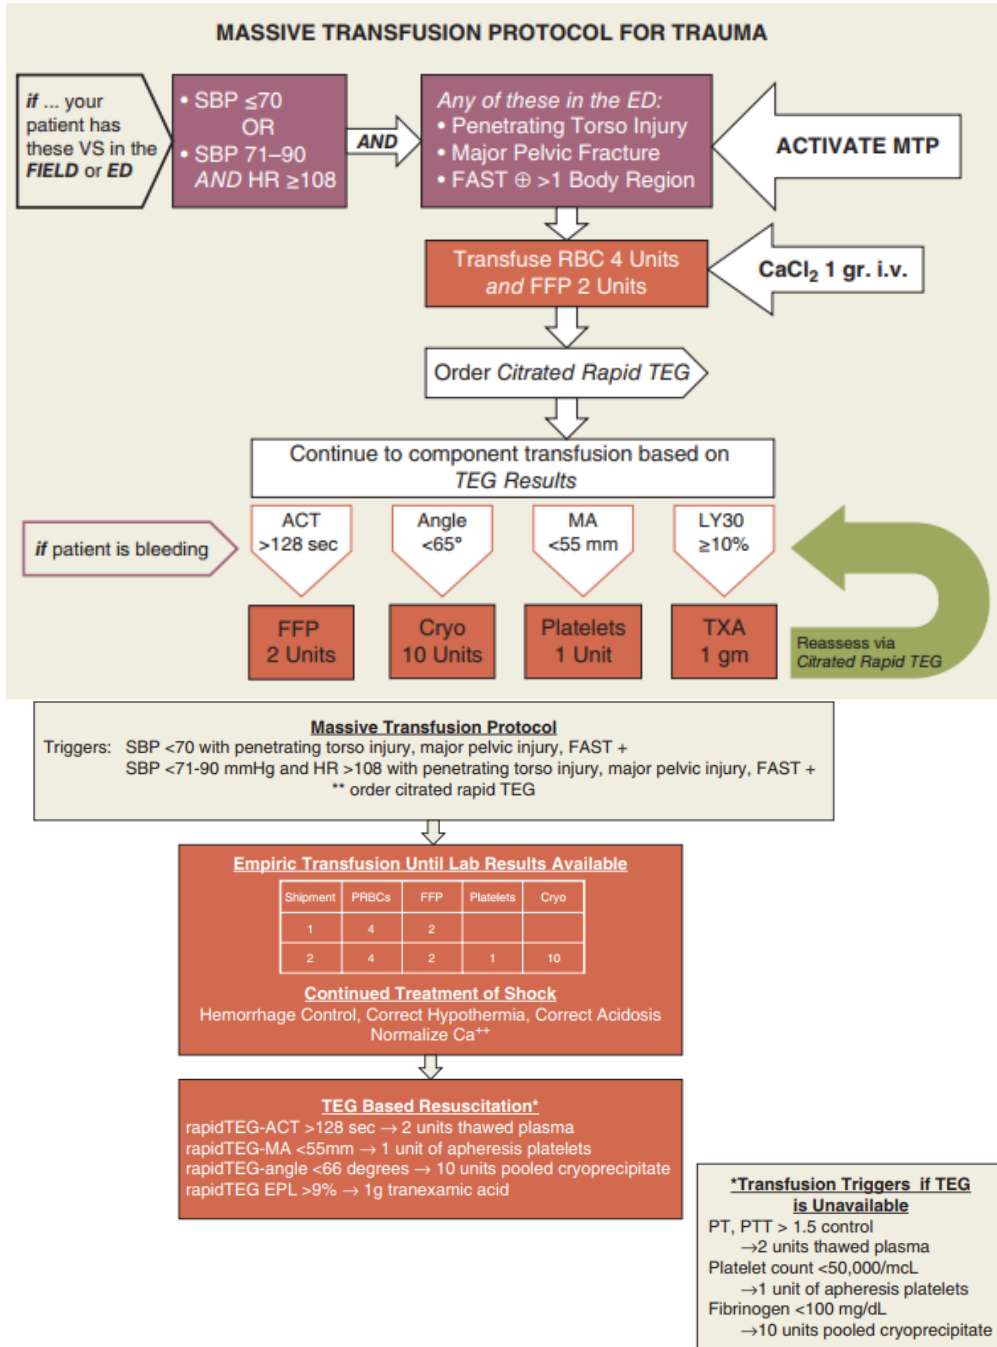 MASSIVE TRANSFUSION PROTOCOL FOR TRAUMA
if ... your
patient has
these VS in the
FIELD or ED
• SBP ≤70
OR
• SBP 71–90
AND HR ≥108
AND
Any of these in the ED:
• Penetrating Torso Injury
• Major Pelvic Fracture
• FAST ⊕ >1 Body Region
ACTIVATE MTP
Transfuse RBC 4 Units
and FFP 2 Units
CaCl₂ 1 gr. i.v.
Order Citrated Rapid TEG
Continue to component transfusion based on
TEG Results
if patient is bleeding
ACT
>128 sec
Angle
<65°
MA
<55 mm
LY30
≥10%
FFP
2 Units
Cryo
10 Units
Platelets
1 Unit
TXA
1 gm
Reassess via
Citrated Rapid TEG
Massive Transfusion Protocol
Triggers: SBP <70 with penetrating torso injury, major pelvic injury, FAST +
SBP <71-90 mmHg and HR >108 with penetrating torso injury, major pelvic injury, FAST +
** order citrated rapid TEG
Empiric Transfusion Until Lab Results Available
Shipment PRBCs FFP Platelets Cryo
1 4 2
2 4 2 1 10
Continued Treatment of Shock
Hemorrhage Control, Correct Hypothermia, Correct Acidosis
Normalize Ca⁺⁺
TEG Based Resuscitation*
rapidTEG-ACT >128 sec → 2 units thawed plasma
rapidTEG-MA <55mm → 1 unit of apheresis platelets
rapidTEG-angle <66 degrees → 10 units pooled cryoprecipitate
rapidTEG EPL >9% → 1g tranexamic acid
*Transfusion Triggers if TEG
is Unavailable
PT, PTT > 1.5 control
→2 units thawed plasma
Platelet count <50,000/mcL
→1 unit of apheresis platelets
Fibrinogen <100 mg/dL
→10 units pooled cryoprecipitate